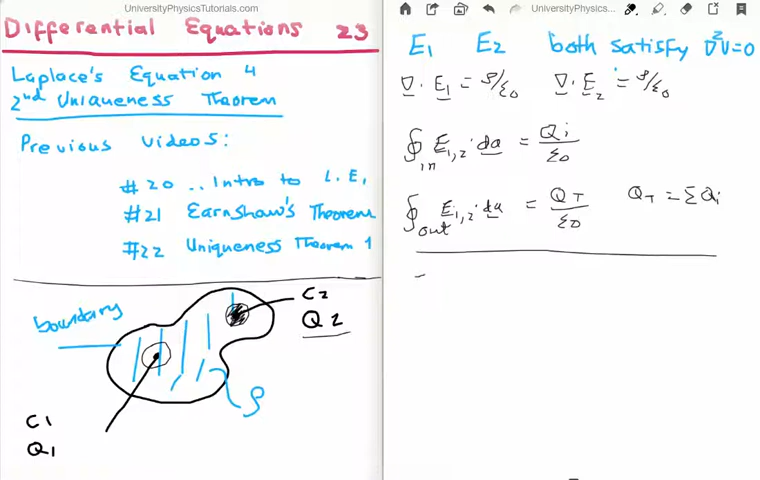 UniversityPhysicsTutorials.com
Differential Equations 23
Laplace's Equation 4
2nd Uniqueness Theorem
Previous videos:
#20 .. Intro to L.E.
#21 Earnshaw's Theorem
#22 Uniqueness Theorem 1
boundary
C2
Q2
ρ
C1
Q1
UniversityPhysics...
E1 E2 both satisfy ∇²V=0
∇·E1 = ρ/ε0 ∇·E2 = ρ/ε0
∮in E1,2·da = Qi/ε0
∮out E1,2·da = QT/ε0 QT = ΣQi